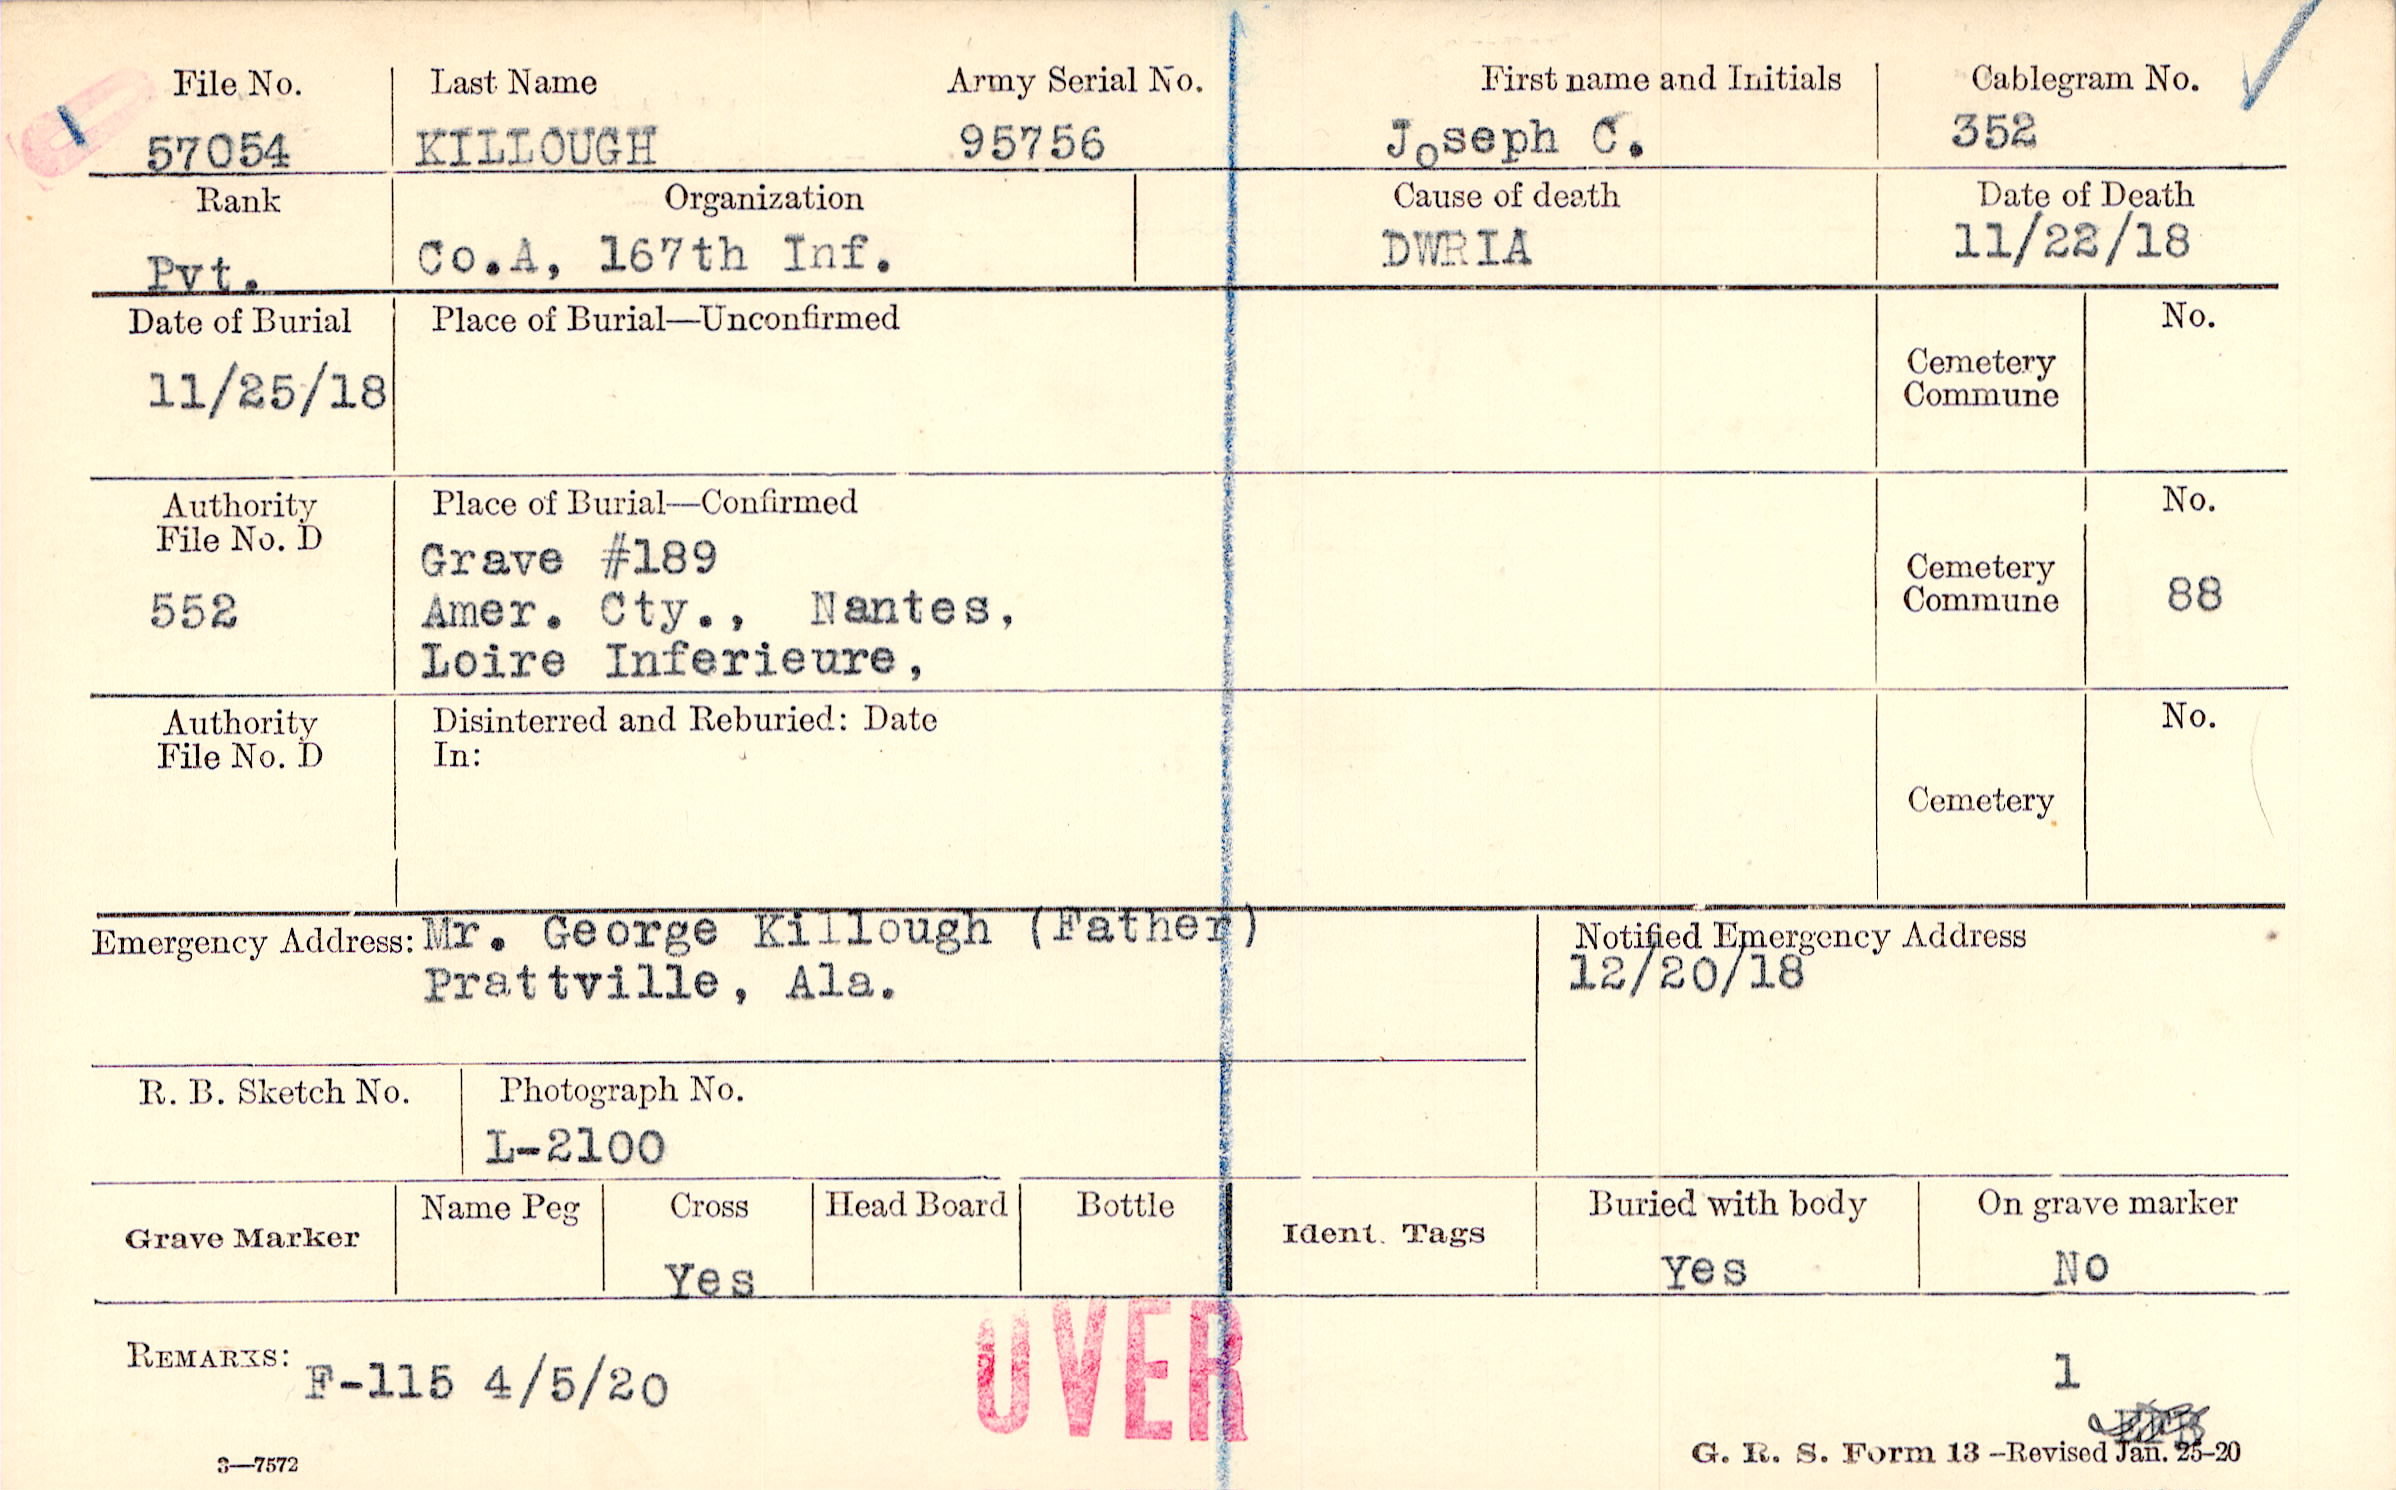 File No. Last Name Army Serial No. First name and Initials Cablegram No.
57054 KILLOUGH 95756 Joseph C. 352
Rank Organization Cause of death Date of Death
Pvt. Co.A, 167th Inf. DWRIA 11/22/18
Date of Burial Place of Burial—Unconfirmed No.
11/25/18 Cemetery
Commune
Authority Place of Burial—Confirmed No.
File No. D
Grave #189
552 Amer. Cty., Nantes, Cemetery
Commune 88
Loire Inferieure,
Authority Disinterred and Reburied: Date No.
File No. D In:
Cemetery
Emergency Address: Mr. George Killough (Father) Notified Emergency Address
Prattville, Ala. 12/20/18
R. B. Sketch No. Photograph No.
L-2100
Grave Marker Name Peg Cross Head Board Bottle Ident. Tags Buried with body On grave marker
Yes Yes No
OVER
REMARKS: F-115 4/5/20 1
3—7572 G. R. S. Form 13 –Revised Jan. 25-20